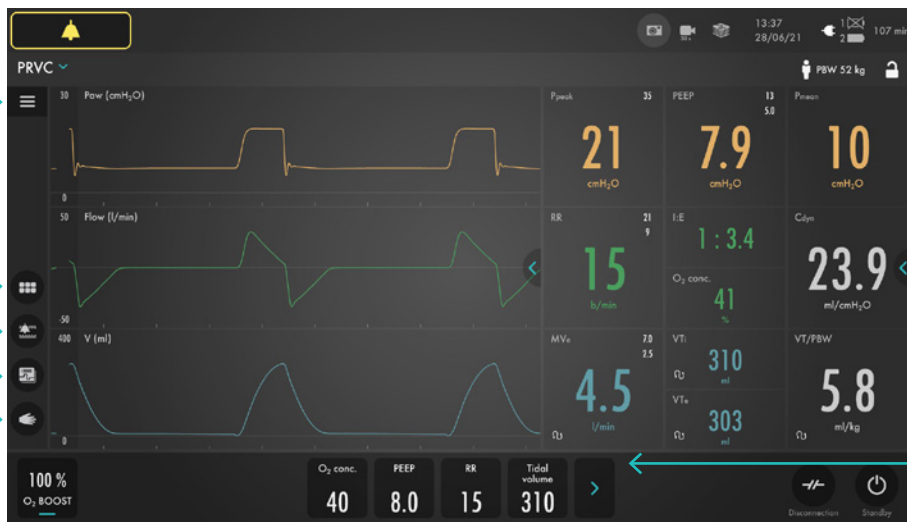 13:37
28/06/21
1
2
107 min
PRVC
PBW 52 kg
30 Paw (cmH₂O)
0
50 Flow (l/min)
-50
400 V (ml)
0
Ppeak 35
21
cmH₂O
PEEP 13
5.0
7.9
cmH₂O
Pmean
10
cmH₂O
RR 21
9
15
b/min
I:E
1 : 3.4
O₂ conc.
41
%
Cdyn
23.9
ml/cmH₂O
MVe 7.0
2.5
4.5
l/min
VTi
310
ml
VTe
303
ml
VT/PBW
5.8
ml/kg
100 %
O₂ BOOST
O₂ conc.
40
PEEP
8.0
RR
15
Tidal
volume
310
Disconnection
Standby